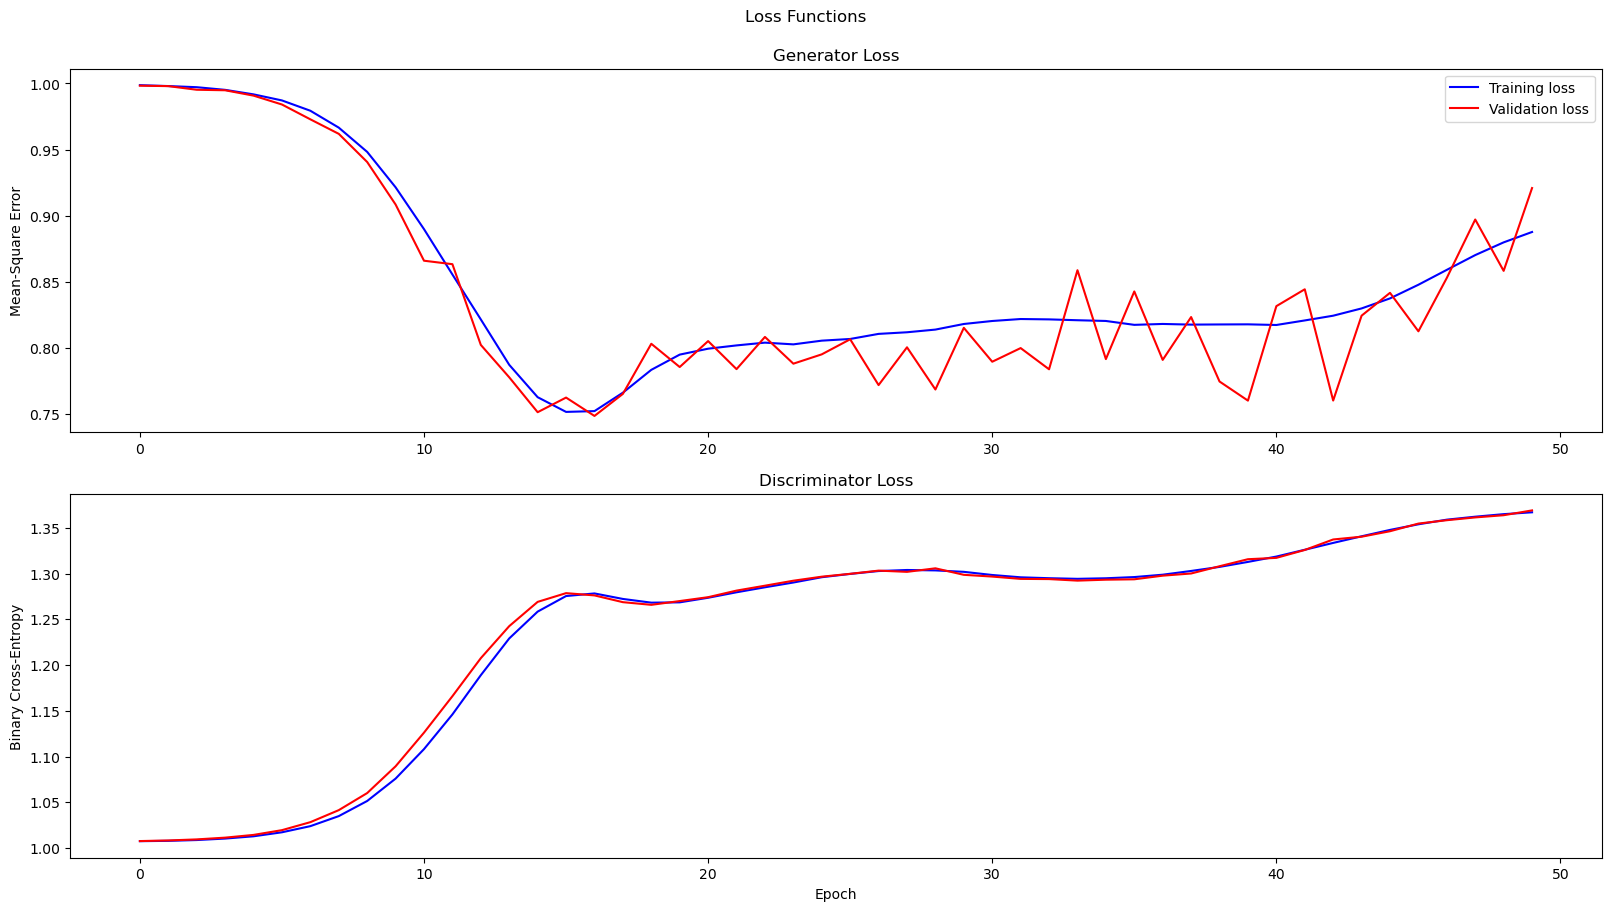 Loss Functions
Generator Loss
Mean-Square Error
1.00
0.95
0.90
0.85
0.80
0.75
Training loss
Validation loss
0 10 20 30 40 50
Discriminator Loss
Binary Cross-Entropy
1.35
1.30
1.25
1.20
1.15
1.10
1.05
1.00
0 10 20 30 40 50
Epoch